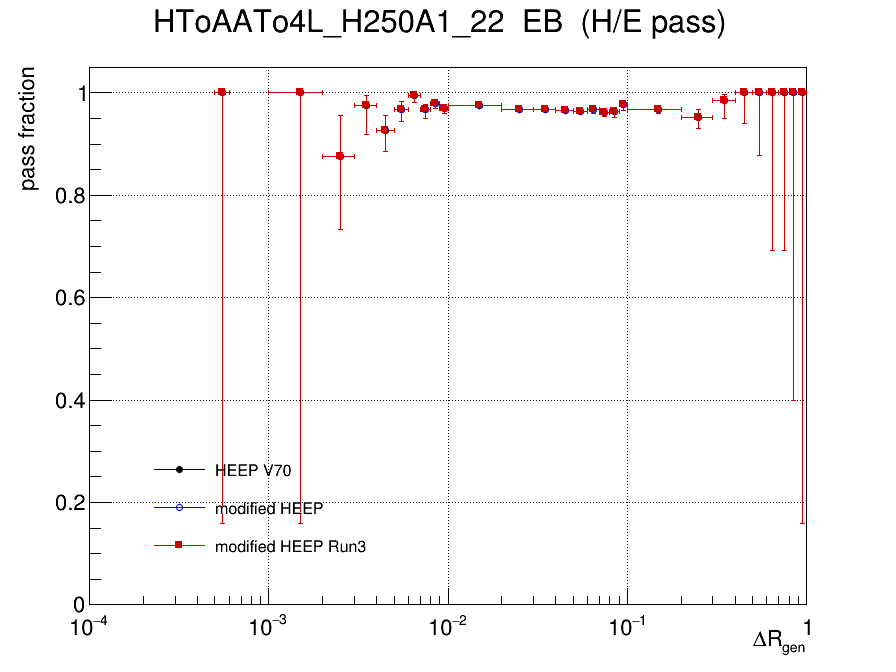 HToAATo4L_H250A1_22 EB (H/E pass)
pass fraction
1
0.8
0.6
0.4
0.2
0
HEEP V70
modified HEEP
modified HEEP Run3
10⁻⁴ 10⁻³ 10⁻² 10⁻¹ 1
ΔR_gen